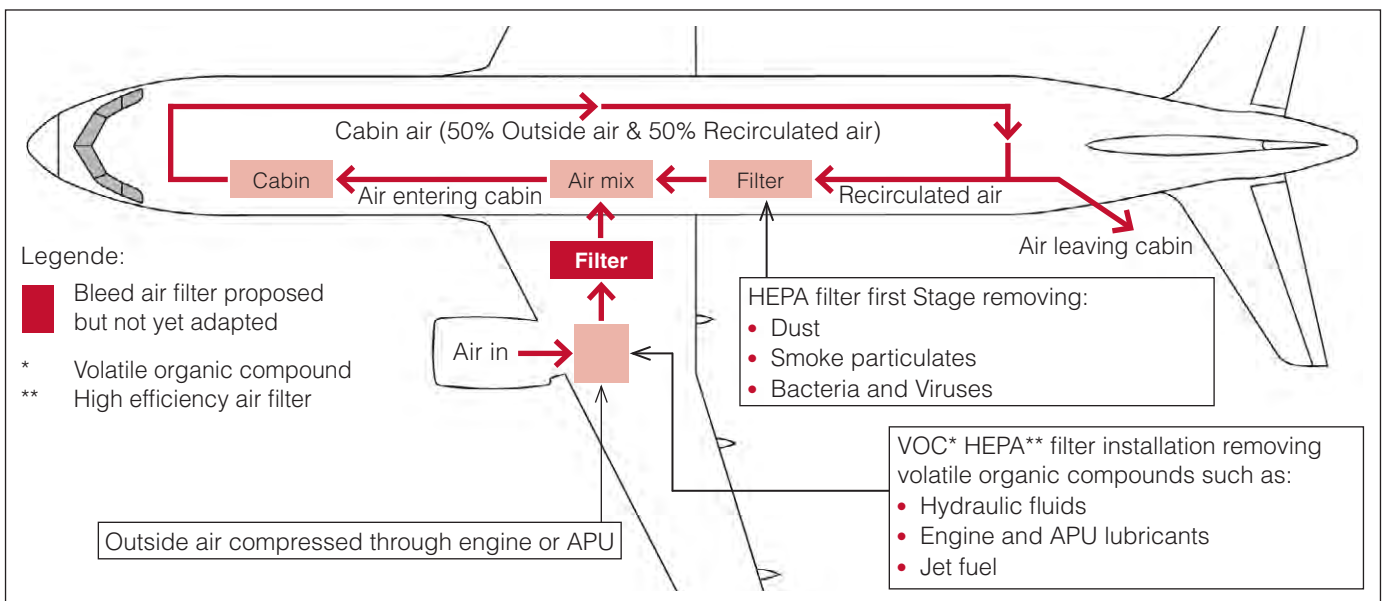 Cabin air (50% Outside air & 50% Recirculated air)
Cabin
Air mix
Filter
Air entering cabin
Recirculated air
Air leaving cabin
Filter
Legende:
Bleed air filter proposed
but not yet adapted
* Volatile organic compound
** High efficiency air filter
Air in
HEPA filter first Stage removing:
• Dust
• Smoke particulates
• Bacteria and Viruses
VOC* HEPA** filter installation removing
volatile organic compounds such as:
• Hydraulic fluids
• Engine and APU lubricants
• Jet fuel
Outside air compressed through engine or APU